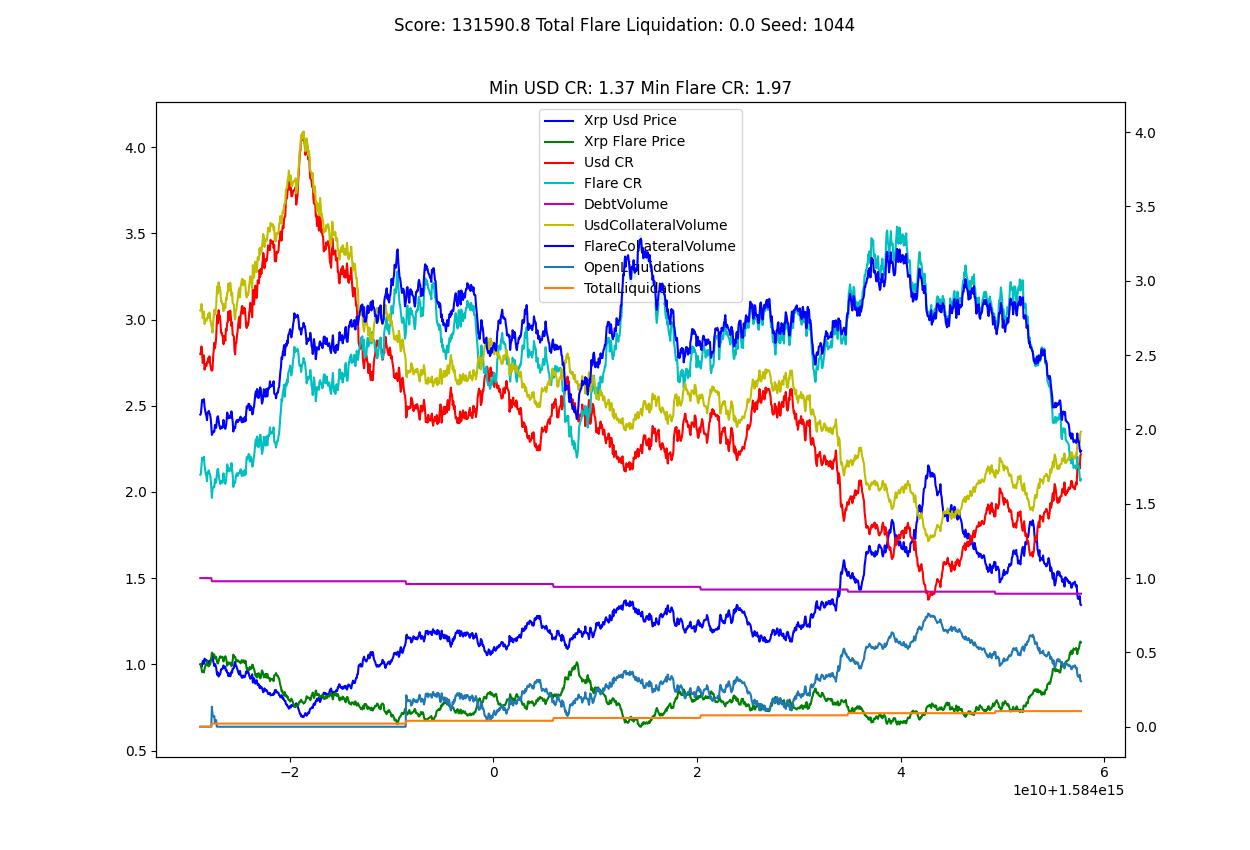 Score: 131590.8 Total Flare Liquidation: 0.0 Seed: 1044
Min USD CR: 1.37 Min Flare CR: 1.97
Xrp Usd Price
Xrp Flare Price
Usd CR
Flare CR
DebtVolume
UsdCollateralVolume
FlareCollateralVolume
OpenLiquidations
TotalLiquidations
4.0
3.5
3.0
2.5
2.0
1.5
1.0
0.5
4.0
3.5
3.0
2.5
2.0
1.5
1.0
0.5
0.0
−2 0 2 4 6
1e10+1.584e15